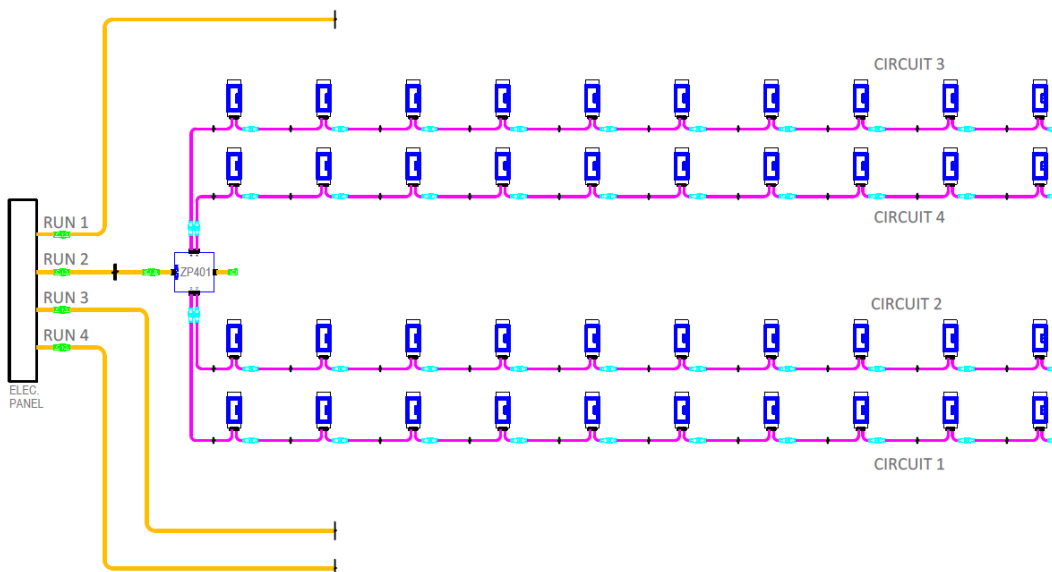 CIRCUIT 3
CIRCUIT 4
RUN 1
RUN 2
ZP401
RUN 3
CIRCUIT 2
RUN 4
ELEC.
PANEL
CIRCUIT 1